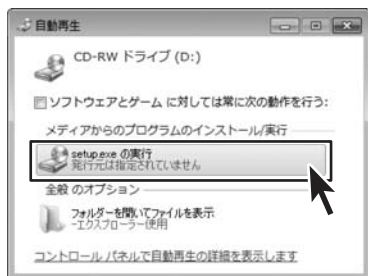 自動再生
CD-RW ドライブ (D:)
ソフトウェアとゲーム に対しては常に次の動作を行う:
メディアからのプログラムのインストール/実行
setup.exe の実行
発行元は指定されていません
全般 のオプション
フォルダーを開いてファイルを表示
-エクスプローラー使用
コントロール パネルで自動再生の詳細を表示します